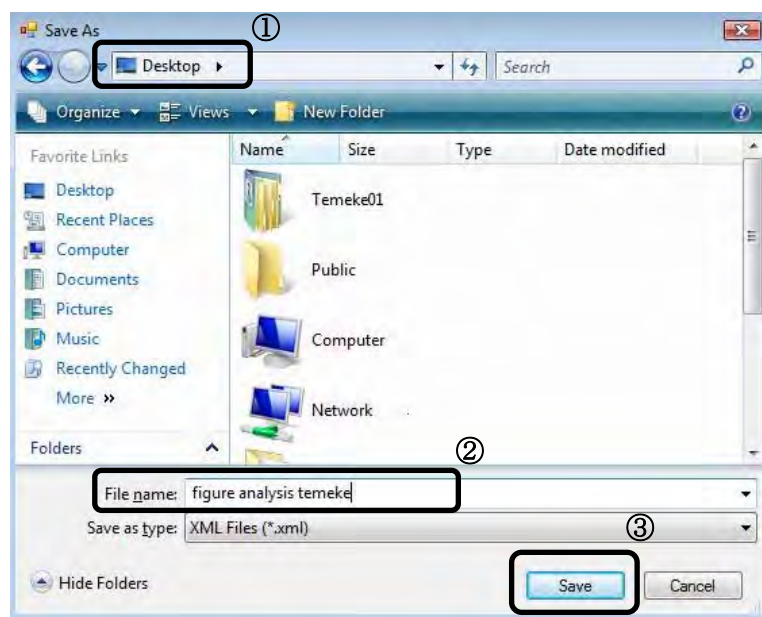 Save As
①
Desktop
Search
Organize Views New Folder
Favorite Links
Name Size Type Date modified
Desktop
Recent Places
Computer
Documents
Pictures
Music
Recently Changed
More »
Folders
Temeke01
Public
Computer
Network
②
File name: figure analysis temeke
Save as type: XML Files (*.xml)
③
Hide Folders
Save
Cancel